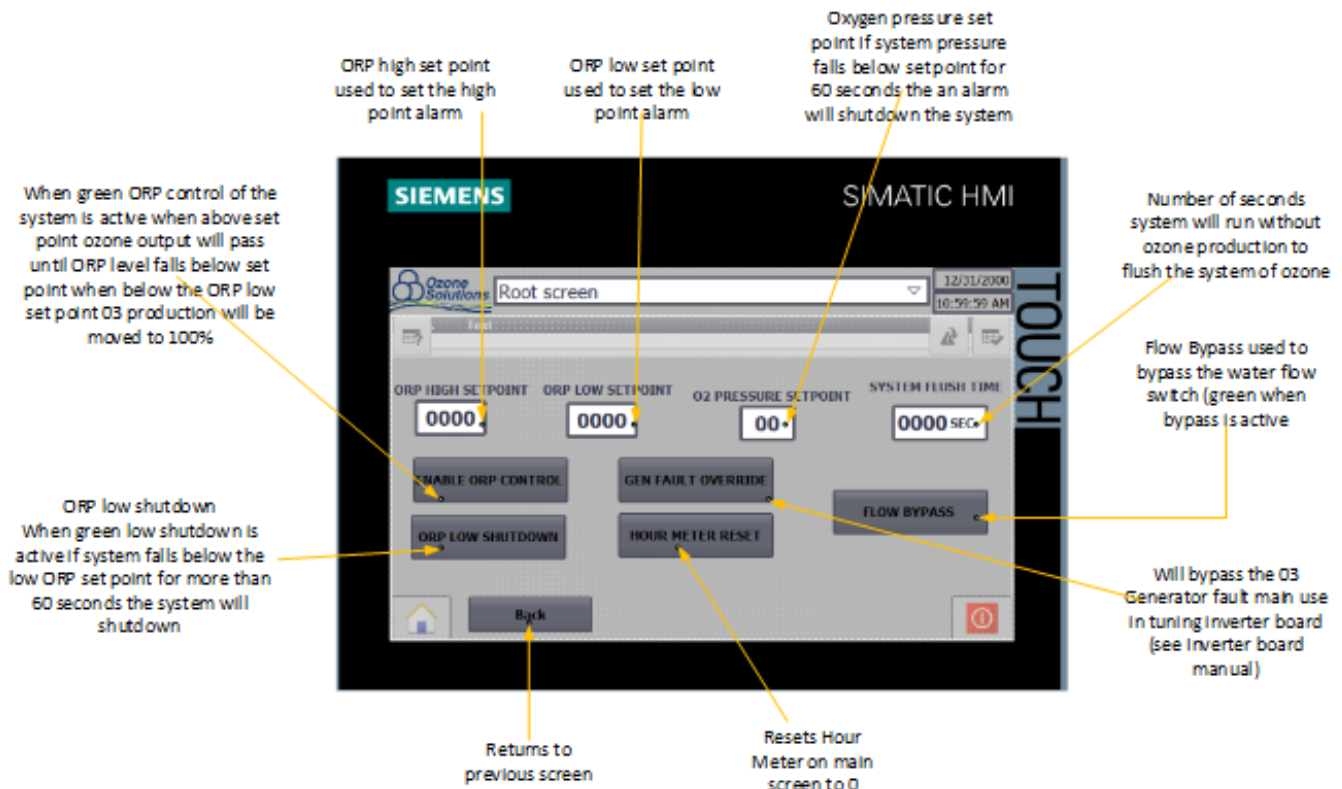 Oxygen pressure set
point if system pressure
falls below setpoint for
60 seconds the an alarm
will shutdown the system
ORP high set point
used to set the high
point alarm
ORP low set point
used to set the low
point alarm
When green ORP control of the
system is active when above set
point ozone output will pass
until ORP level falls below set
point when below the ORP low
set point 03 production will be
moved to 100%
SIEMENS
SIMATIC HMI
TOUCH
Number of seconds
system will run without
ozone production to
flush the system of ozone
Ozone
Solutions
Root screen
12/31/2000
10:59:59 AM
Text
Flow Bypass used to
bypass the water flow
switch (green when
bypass is active
ORP HIGH SETPOINT
ORP LOW SETPOINT
O2 PRESSURE SETPOINT
SYSTEM FLUSH TIME
0000
0000
00
0000 SEC
ENABLE ORP CONTROL
GEN FAULT OVERRIDE
FLOW BYPASS
ORP LOW SHUTDOWN
HOUR METER RESET
Back
ORP low shutdown
When green low shutdown is
active if system falls below the
low ORP set point for more than
60 seconds the system will
shutdown
Will bypass the 03
Generator fault main use
in tuning inverter board
(see inverter board
manual)
Returns to
previous screen
Resets Hour
Meter on main
screen to 0